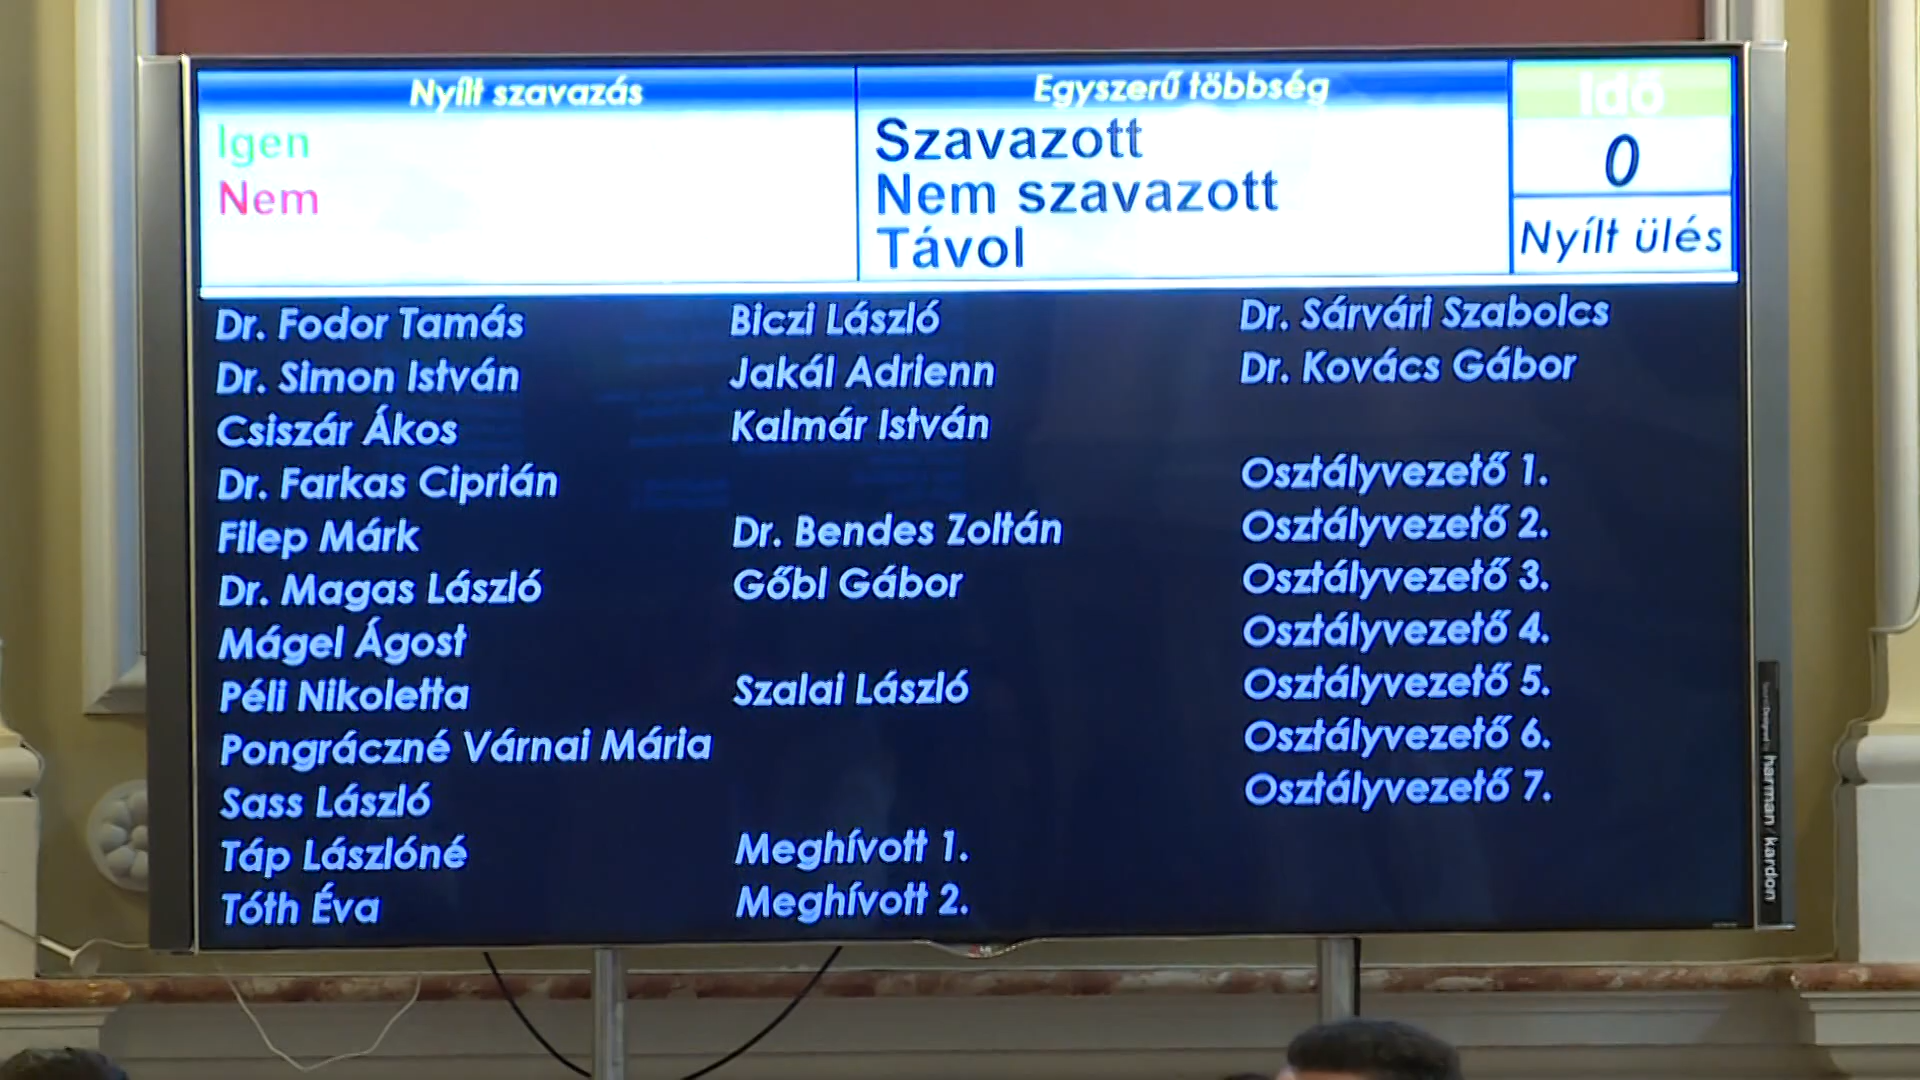 Nyílt szavazás
Igen
Nem
Egyszerű többség
Szavazott
Nem szavazott
Távol
Idő
0
Nyílt ülés
Dr. Fodor Tamás
Dr. Simon István
Csiszár Ákos
Dr. Farkas Ciprián
Filep Márk
Dr. Magas László
Mágel Ágost
Péli Nikoletta
Pongráczné Várnai Mária
Sass László
Táp Lászlóné
Tóth Éva
Biczi László
Jakál Adrienn
Kalmár István
Dr. Bendes Zoltán
Gőbl Gábor
Szalai László
Meghívott 1.
Meghívott 2.
Dr. Sárvári Szabolcs
Dr. Kovács Gábor
Osztályvezető 1.
Osztályvezető 2.
Osztályvezető 3.
Osztályvezető 4.
Osztályvezető 5.
Osztályvezető 6.
Osztályvezető 7.
harman / kardon